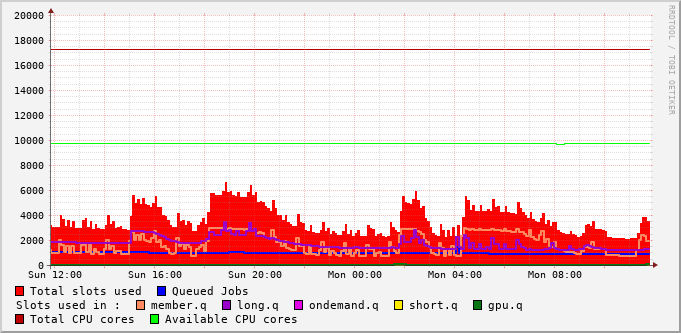 20000
18000
16000
14000
12000
10000
8000
6000
4000
2000
0
Sun 12:00 Sun 16:00 Sun 20:00 Mon 00:00 Mon 04:00 Mon 08:00
Total slots used Queued Jobs
Slots used in : member.q long.q ondemand.q short.q gpu.q
Total CPU cores Available CPU cores
RRDTOOL / TOBI OETIKER